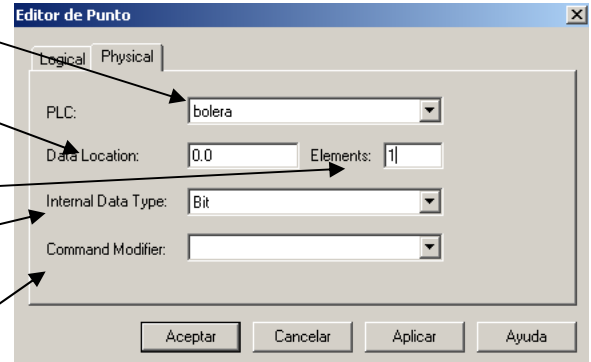 Editor de Punto
Logical Physical
PLC: bolera
Data Location: 0.0 Elements: 1
Internal Data Type: Bit
Command Modifier:
Aceptar Cancelar Aplicar Ayuda